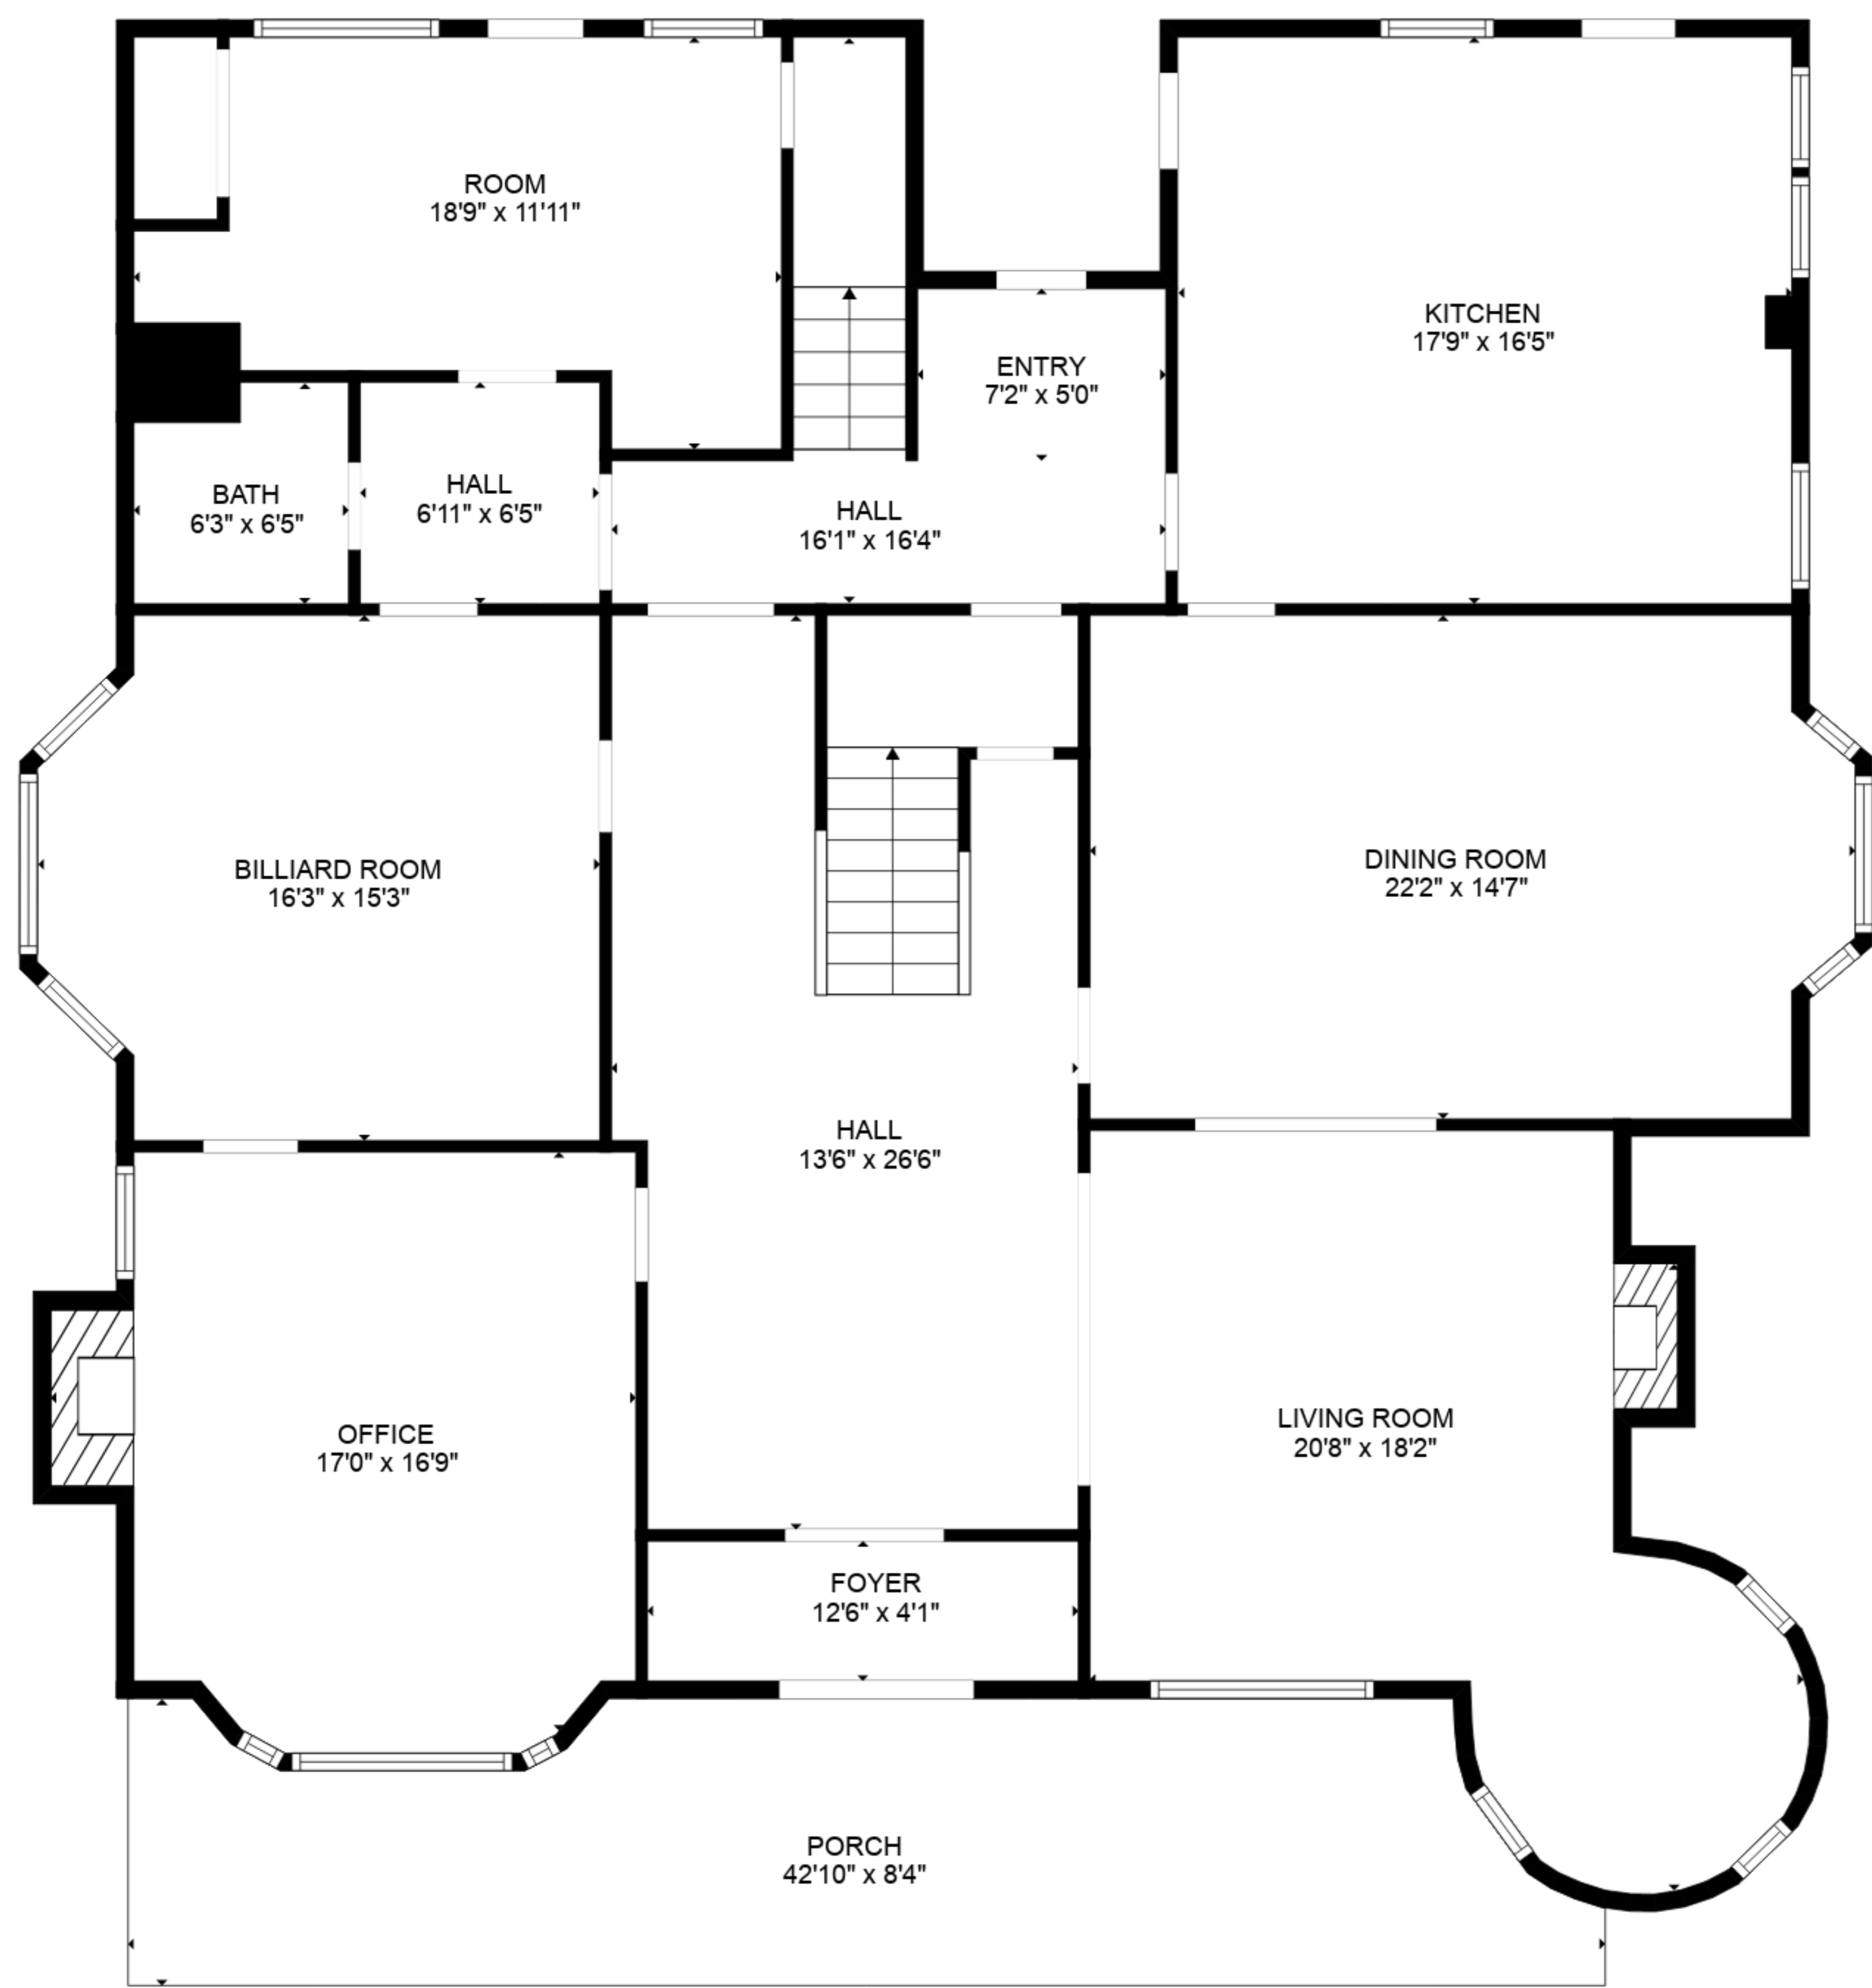 ROOM
18'9" x 11'11"
KITCHEN
17'9" x 16'5"
ENTRY
7'2" x 5'0"
BATH
6'3" x 6'5"
HALL
6'11" x 6'5"
HALL
16'1" x 16'4"
BILLIARD ROOM
16'3" x 15'3"
DINING ROOM
22'2" x 14'7"
HALL
13'6" x 26'6"
OFFICE
17'0" x 16'9"
LIVING ROOM
20'8" x 18'2"
FOYER
12'6" x 4'1"
PORCH
42'10" x 8'4"